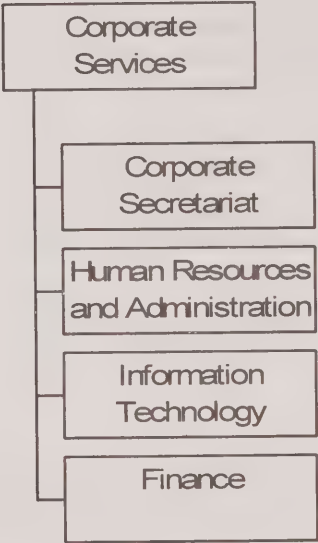 Corporate
Services
Corporate
Secretariat
Human Resources
and Administration
Information
Technology
Finance